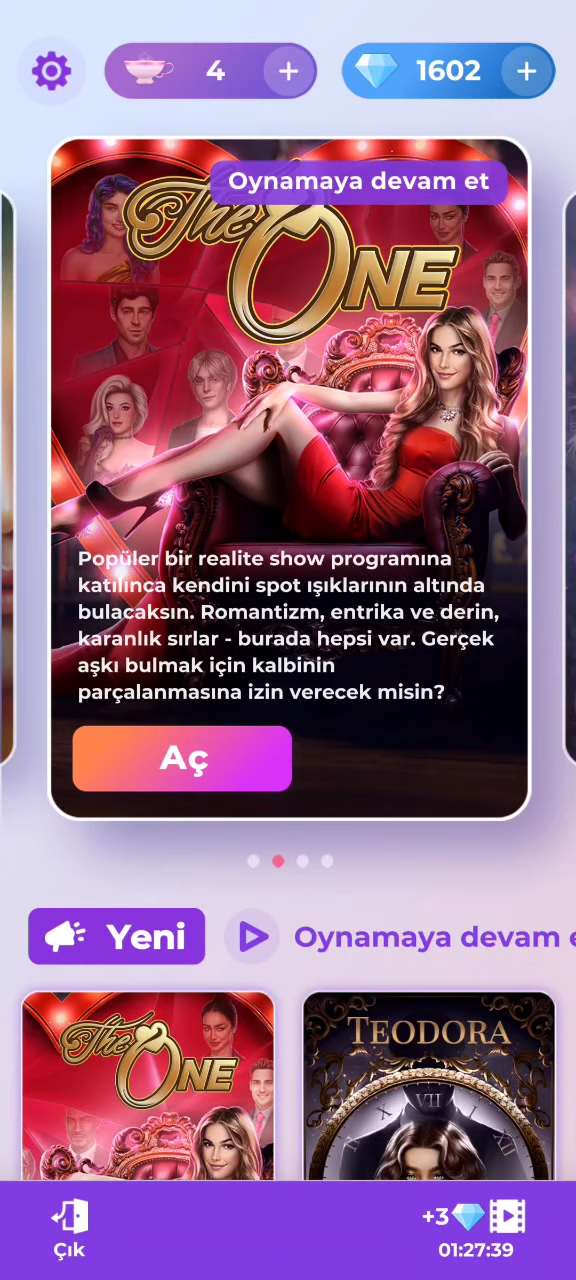 4
+
1602
+
Oynamaya devam et
The
One
Popüler bir realite show programına
katılınca kendini spot ışıklarının altında
bulacaksın. Romantizm, entrika ve derin,
karanlık sırlar - burada hepsi var. Gerçek
aşkı bulmak için kalbinin
parçalanmasına izin verecek misin?
Aç
Yeni
Oynamaya devam e
The
One
TEODORA
X VII
Çık
+3
01:27:39